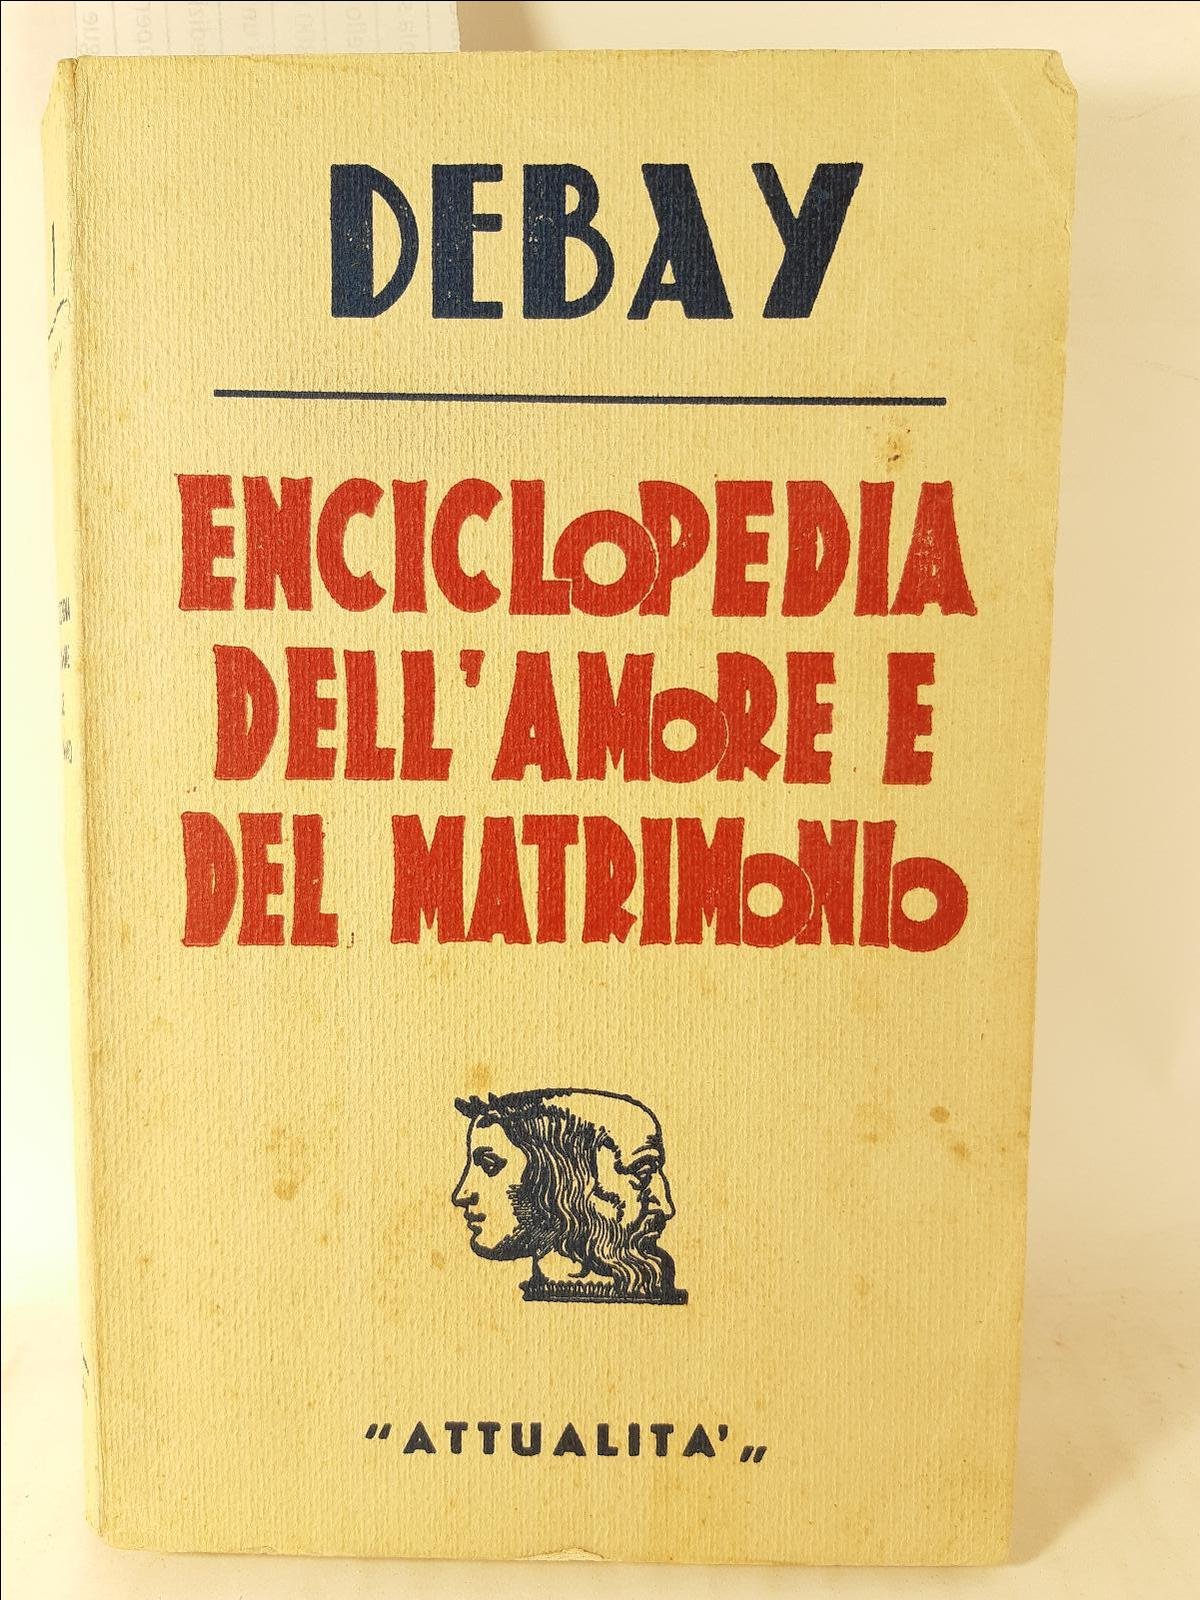 DEBAY
ENCICLOPEDIA
DELL'AMORE E
DEL MATRIMONIO
"ATTUALITA'„